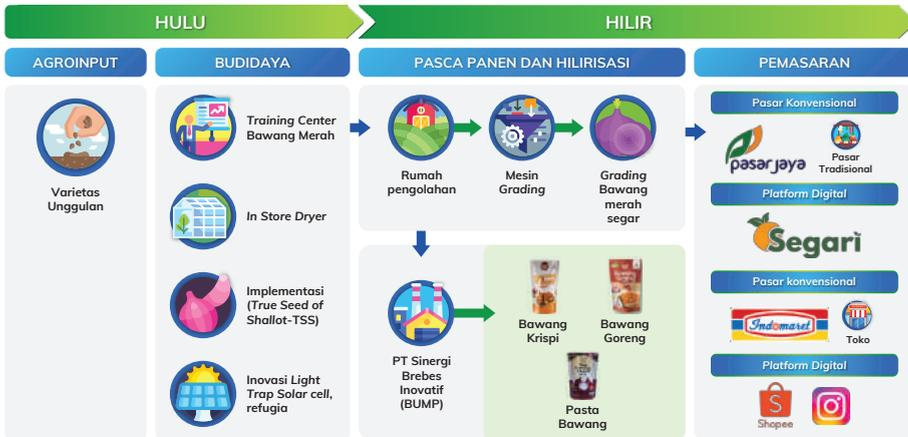 HULU
HILIR
AGROINPUT
BUDIDAYA
PASCA PANEN DAN HILIRISASI
PEMASARAN
Varietas
Unggulan
Training Center
Bawang Merah
In Store Dryer
Implementasi
(True Seed of
Shallot-TSS)
Inovasi Light
Trap Solar cell,
refugia
Rumah
pengolahan
Mesin
Grading
Grading
Bawang
merah
segar
PT Sinergi
Brebes
Inovatif
(BUMP)
Bawang
Krispi
Bawang
Goreng
Pasta
Bawang
Pasar Konvensional
pasar jaya
Pasar
Tradisional
Platform Digital
Segari
Pasar konvensional
Indomaret
Toko
Platform Digital
Shopee